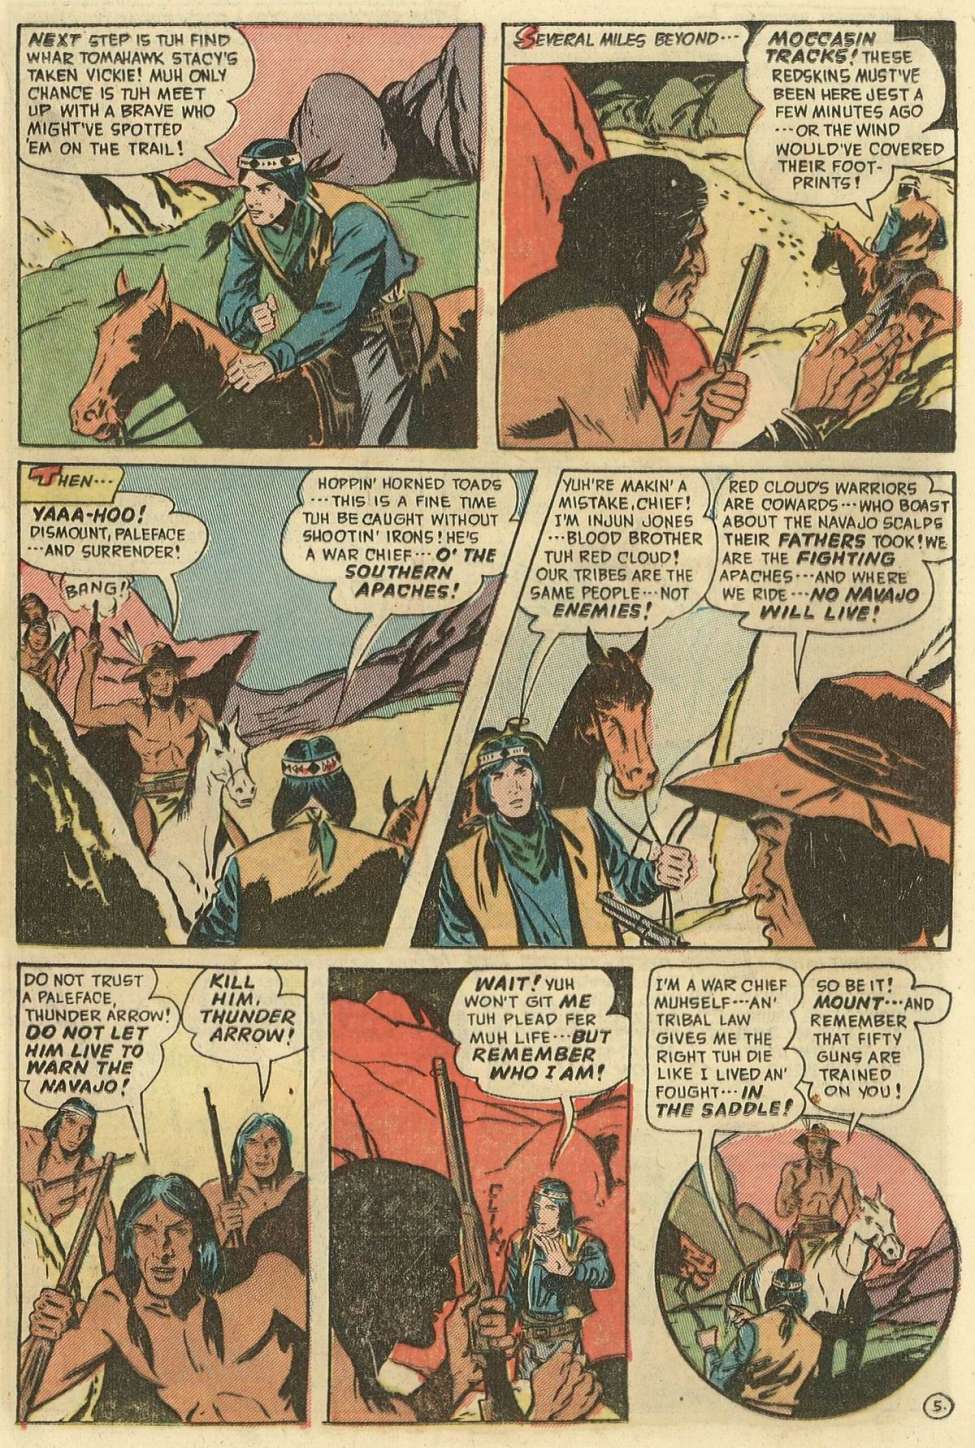 NEXT STEP IS TUH FIND
WHAR TOMAHAWK STACY'S
TAKEN VICKIE! MUH ONLY
CHANCE IS TUH MEET
UP WITH A BRAVE WHO
MIGHT'VE SPOTTED
'EM ON THE TRAIL!
SEVERAL MILES BEYOND---
MOCCASIN
TRACKS! THESE
REDSKINS MUST'VE
BEEN HERE JEST A
FEW MINUTES AGO
---OR THE WIND
WOULD'VE COVERED
THEIR FOOT-
PRINTS!
THEN---
YAAA-HOO!
DISMOUNT, PALEFACE
---AND SURRENDER!
BANG!
HOPPIN' HORNED TOADS
---THIS IS A FINE TIME
TUH BE CAUGHT WITHOUT
SHOOTIN' IRONS! HE'S
A WAR CHIEF---O' THE
SOUTHERN
APACHES!
YUH'RE MAKIN' A
MISTAKE, CHIEF!
I'M INJUN JONES
---BLOOD BROTHER
TUH RED CLOUD!
OUR TRIBES ARE THE
SAME PEOPLE---NOT
ENEMIES!
RED CLOUD'S WARRIORS
ARE COWARDS---WHO BOAST
ABOUT THE NAVAJO SCALPS
THEIR FATHERS TOOK! WE
ARE THE FIGHTING
APACHES---AND WHERE
WE RIDE---NO NAVAJO
WILL LIVE!
DO NOT TRUST
A PALEFACE,
THUNDER ARROW!
DO NOT LET
HIM LIVE TO
WARN THE
NAVAJO!
KILL
HIM,
THUNDER
ARROW!
WAIT! YUH
WON'T GIT ME
TUH PLEAD FER
MUH LIFE---BUT
REMEMBER
WHO I AM!
CLIK!
I'M A WAR CHIEF
MUHSELF---AN'
TRIBAL LAW
GIVES ME THE
RIGHT TUH DIE
LIKE I LIVED AN'
FOUGHT---IN
THE SADDLE!
SO BE IT!
MOUNT---AND
REMEMBER
THAT FIFTY
GUNS ARE
TRAINED
ON YOU!
5.